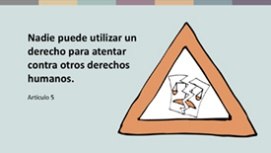 Nadie puede utilizar un
derecho para atentar
contra otros derechos
humanos.
Artículo 5